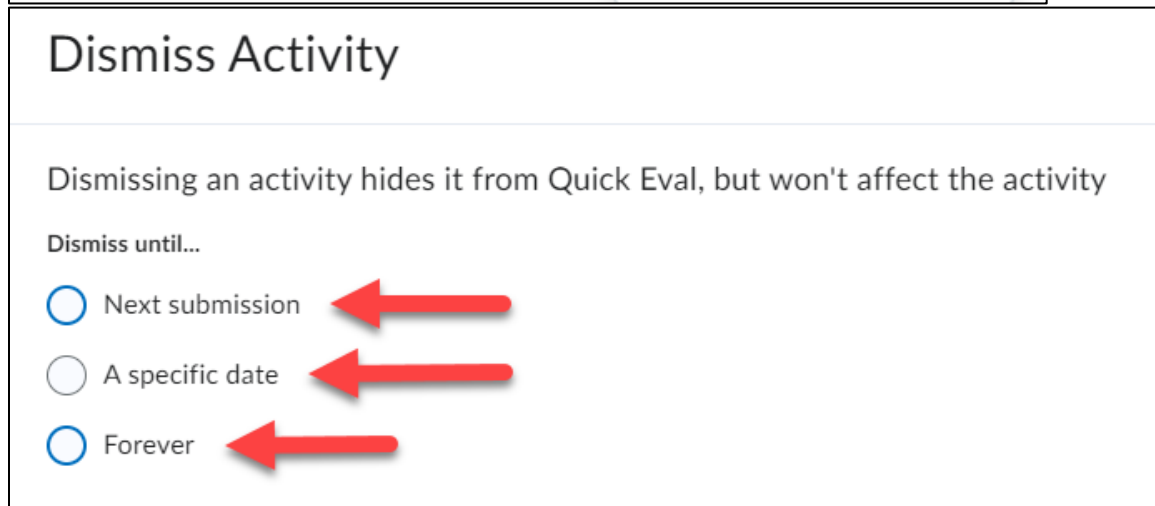 Dismiss Activity
Dismissing an activity hides it from Quick Eval, but won't affect the activity
Dismiss until...
Next submission
A specific date
Forever